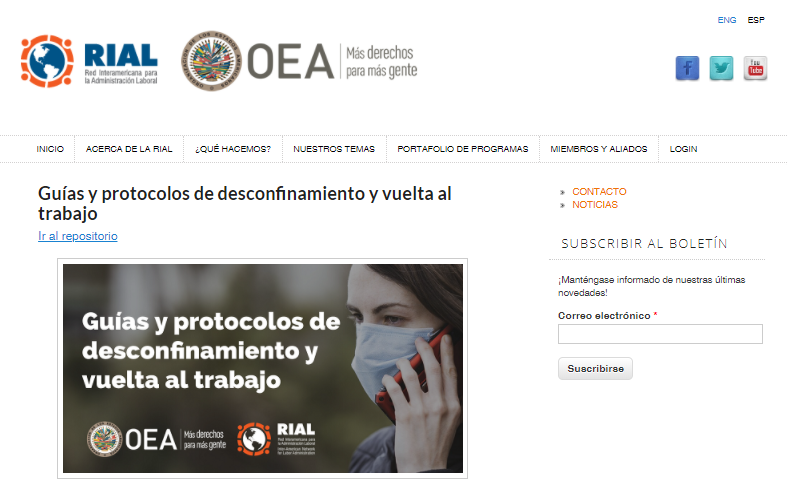 ENG ESP
RIAL
Red Interamericana para
la Administración Laboral
OEA
Más derechos
para más gente
You
Tube
INICIO ACERCA DE LA RIAL ¿QUÉ HACEMOS? NUESTROS TEMAS PORTAFOLIO DE PROGRAMAS MIEMBROS Y ALIADOS LOGIN
Guías y protocolos de desconfinamiento y vuelta al
trabajo
Ir al repositorio
Guías y protocolos de
desconfinamiento y
vuelta al trabajo
OEA
Más derechos
para más gente
RIAL
Red Interamericana para
la Administración Laboral
Inter-American Network
for Labor Administration
» CONTACTO
» NOTICIAS
SUBSCRIBIR AL BOLETÍN
¡Manténgase informado de nuestras últimas
novedades!
Correo electrónico *
Suscribirse